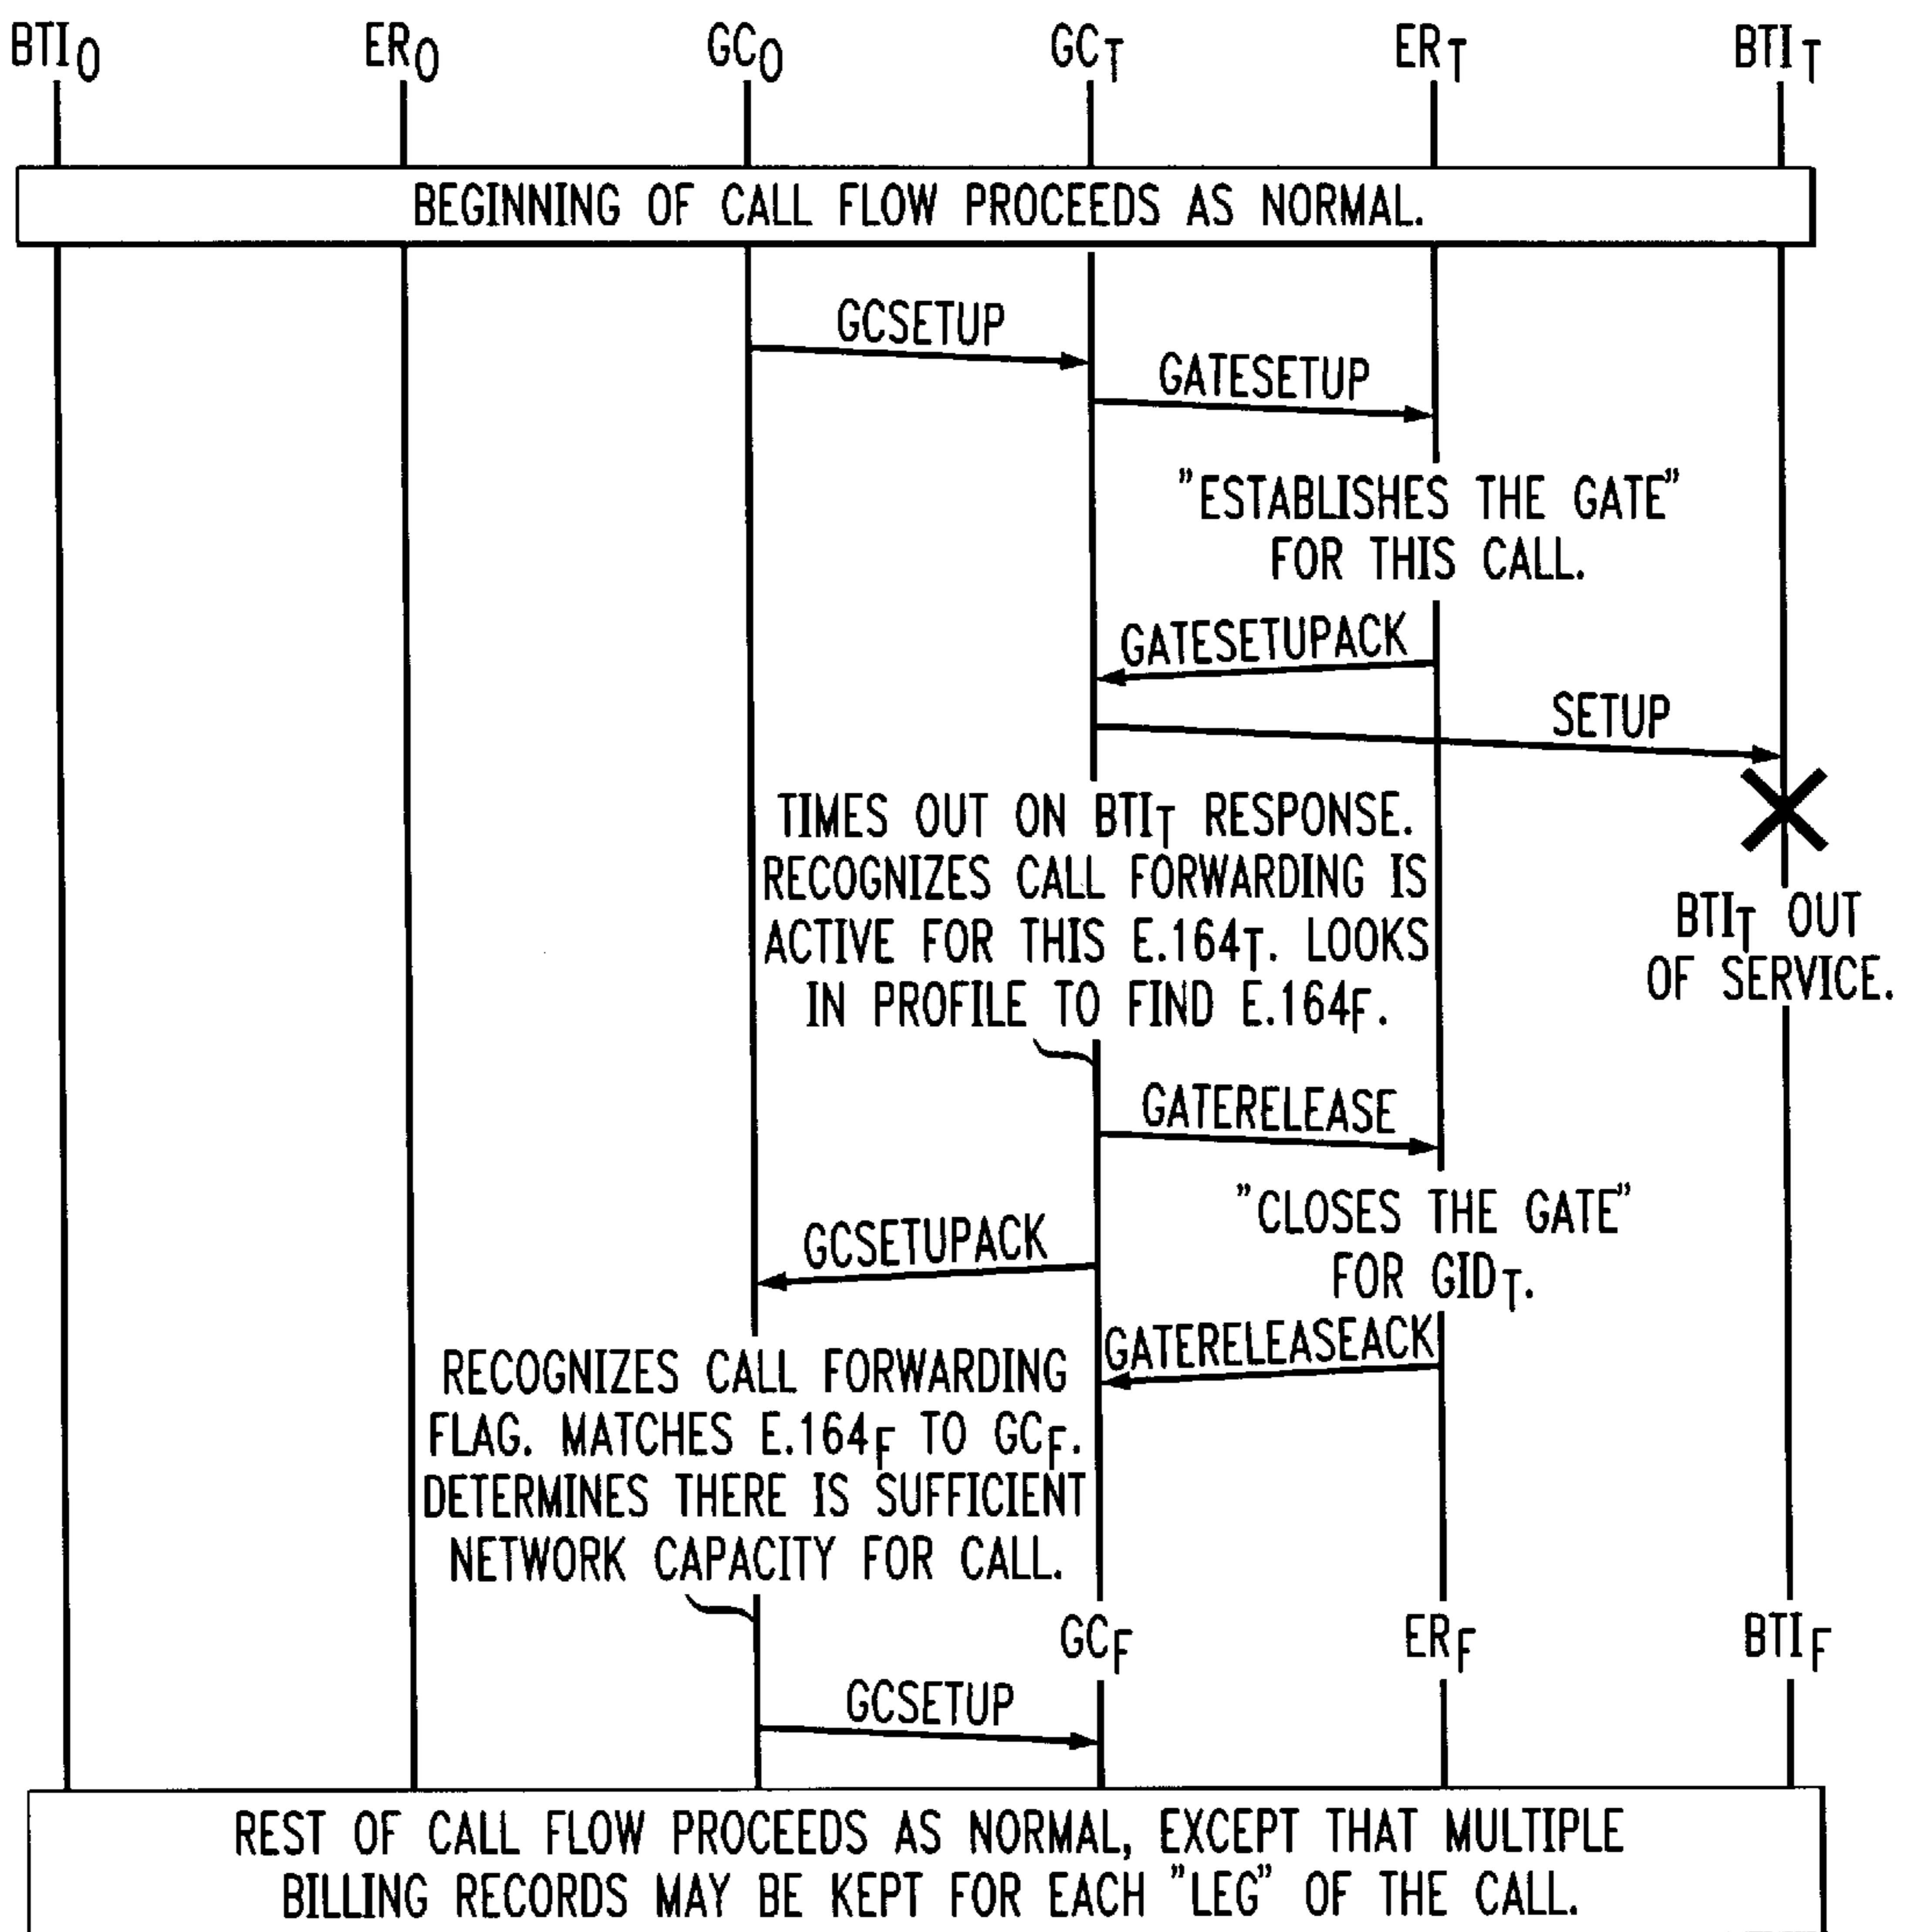 BTIO ERO GCO GCT ERT BTIT
BEGINNING OF CALL FLOW PROCEEDS AS NORMAL.
GCSETUP
GATESETUP
"ESTABLISHES THE GATE"
FOR THIS CALL.
GATESETUPACK
SETUP
TIMES OUT ON BTIT RESPONSE.
RECOGNIZES CALL FORWARDING IS
ACTIVE FOR THIS E.164T. LOOKS
IN PROFILE TO FIND E.164F.
BTIT OUT
OF SERVICE.
GATERELEASE
"CLOSES THE GATE"
FOR GIDT.
GCSETUPACK
GATERELEASEACK
RECOGNIZES CALL FORWARDING
FLAG. MATCHES E.164F TO GCF.
DETERMINES THERE IS SUFFICIENT
NETWORK CAPACITY FOR CALL.
GCF ERF BTIF
GCSETUP
REST OF CALL FLOW PROCEEDS AS NORMAL, EXCEPT THAT MULTIPLE
BILLING RECORDS MAY BE KEPT FOR EACH "LEG" OF THE CALL.